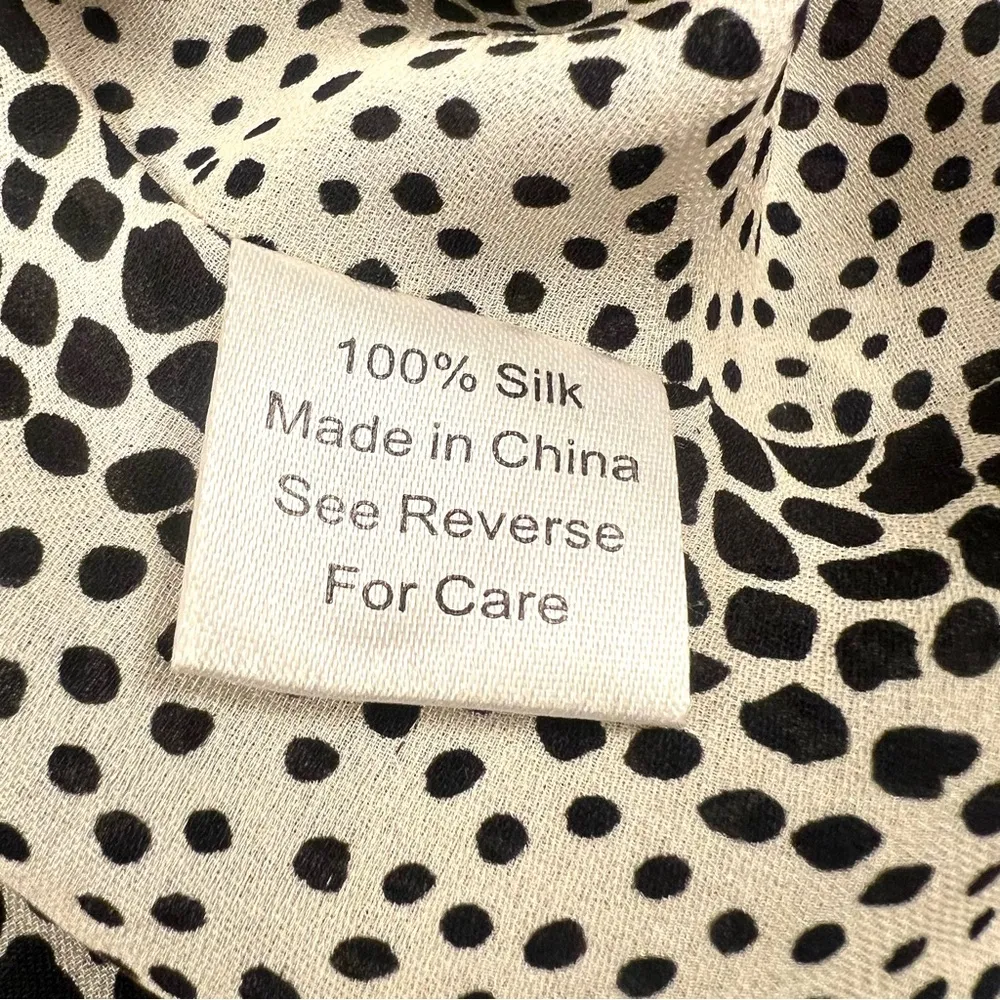 100% Silk
Made in China
See Reverse
For Care